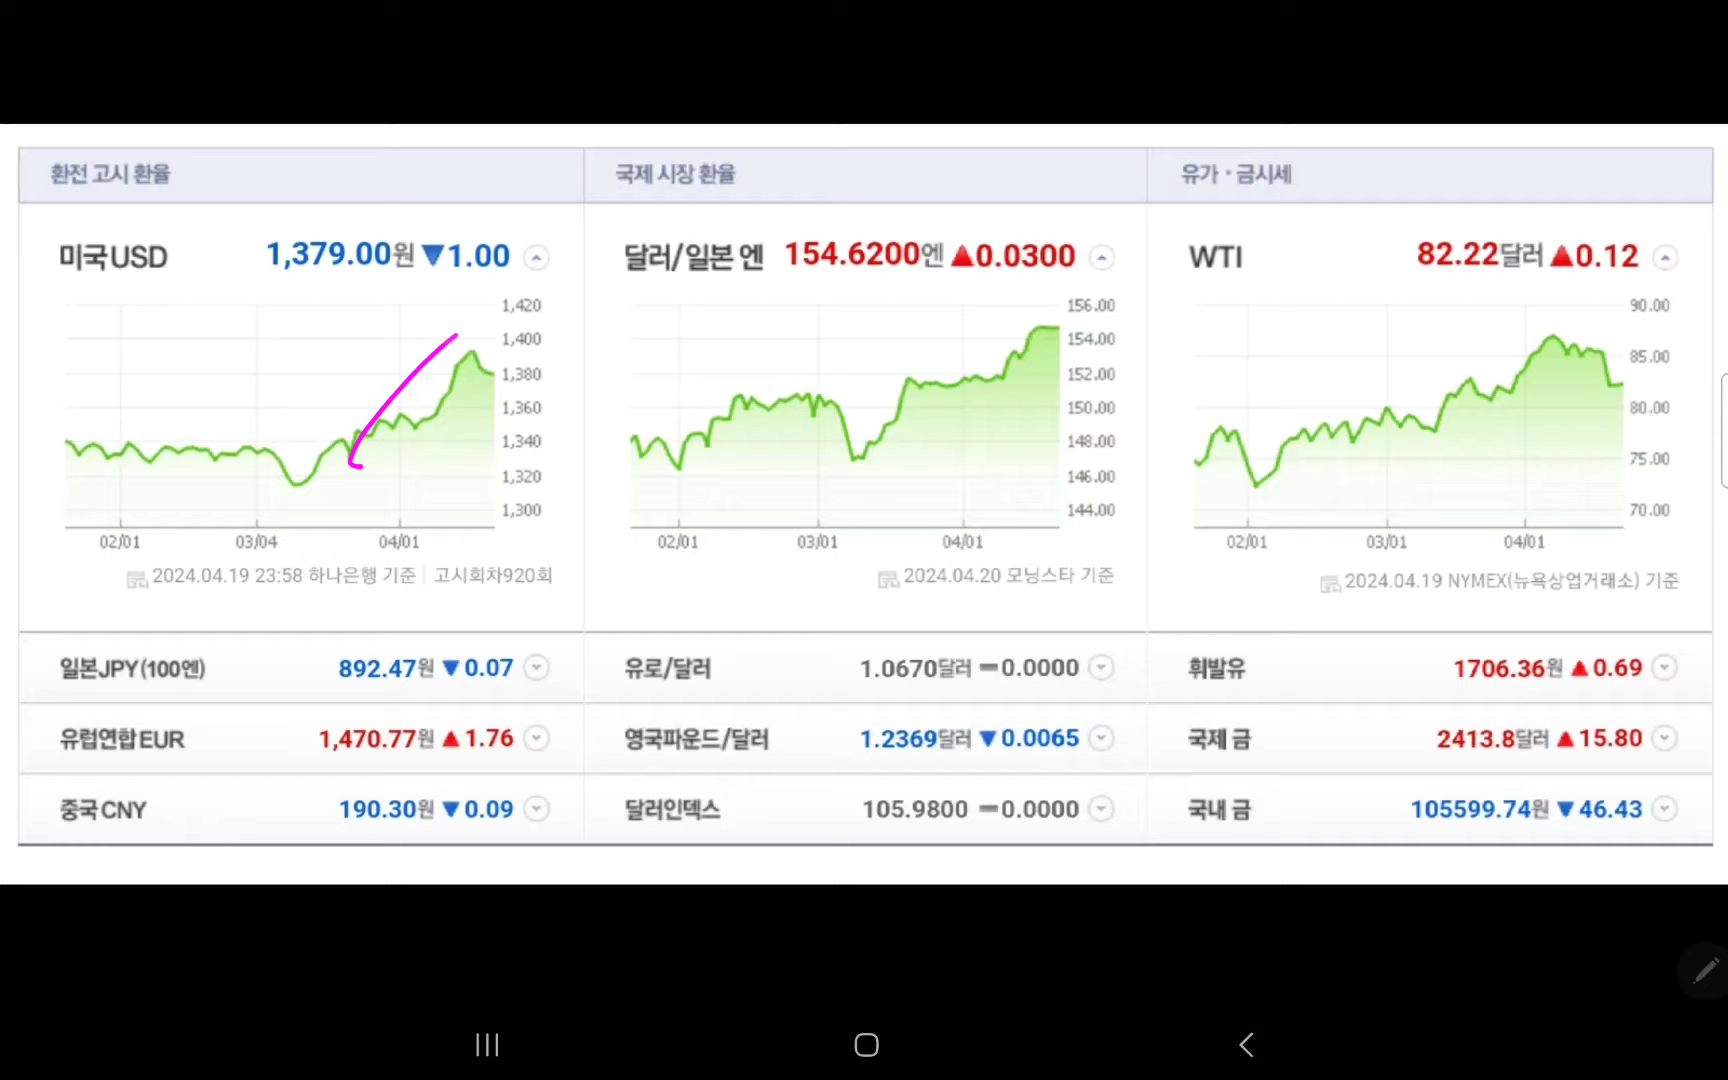 환전 고시 환율
국제 시장 환율
유가・금시세
미국USD 1,379.00원 ▼1.00
1,420
1,400
1,380
1,360
1,340
1,320
1,300
02/01 03/04 04/01
2024.04.19 23:58 하나은행 기준 고시회차920회
달러/일본 엔 154.6200엔 ▲0.0300
156.00
154.00
152.00
150.00
148.00
146.00
144.00
02/01 03/01 04/01
2024.04.20 모닝스타 기준
WTI 82.22달러 ▲0.12
90.00
85.00
80.00
75.00
70.00
02/01 03/01 04/01
2024.04.19 NYMEX(뉴욕상업거래소) 기준
일본JPY(100엔) 892.47원 ▼0.07
유럽연합EUR 1,470.77원 ▲1.76
중국CNY 190.30원 ▼0.09
유로/달러 1.0670달러 ━0.0000
영국파운드/달러 1.2369달러 ▼0.0065
달러인덱스 105.9800 ━0.0000
휘발유 1706.36원 ▲0.69
국제 금 2413.8달러 ▲15.80
국내 금 105599.74원 ▼46.43